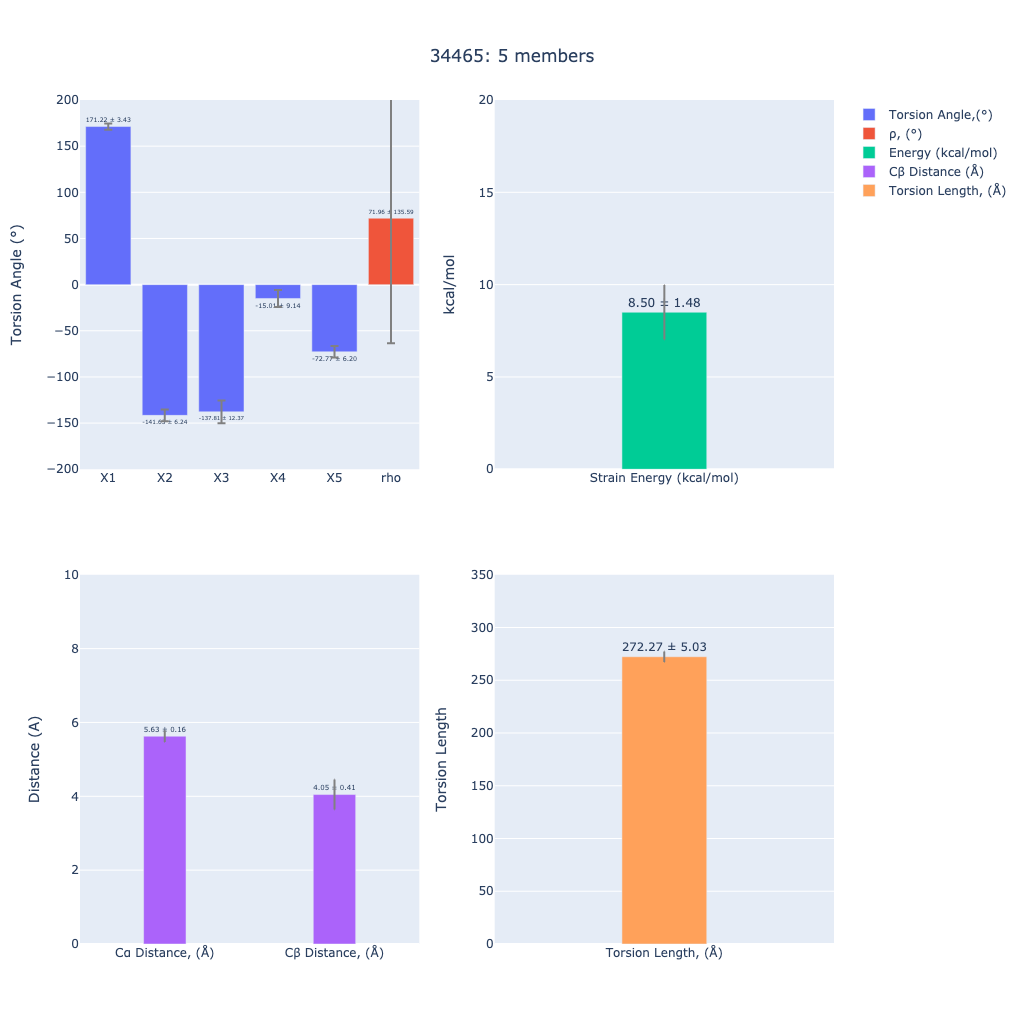 34465: 5 members
Torsion Angle (°)
200
150
100
50
0
−50
−100
−150
−200
171.22 ± 3.43
-15.01 ± 9.14
-72.77 ± 6.20
71.96 ± 135.59
± 6.24
-137.61 ± 12.37
X1 X2 X3 X4 X5 rho
kcal/mol
20
15
10
5
0
8.50 ± 1.48
Strain Energy (kcal/mol)
Torsion Angle,(°)
ρ, (°)
Energy (kcal/mol)
Cβ Distance (Å)
Torsion Length, (Å)
Distance (A)
10
8
6
4
2
0
5.63 ± 0.16
4.05 ± 0.41
Cα Distance, (Å) Cβ Distance, (Å)
Torsion Length
350
300
250
200
150
100
50
0
272.27 ± 5.03
Torsion Length, (Å)